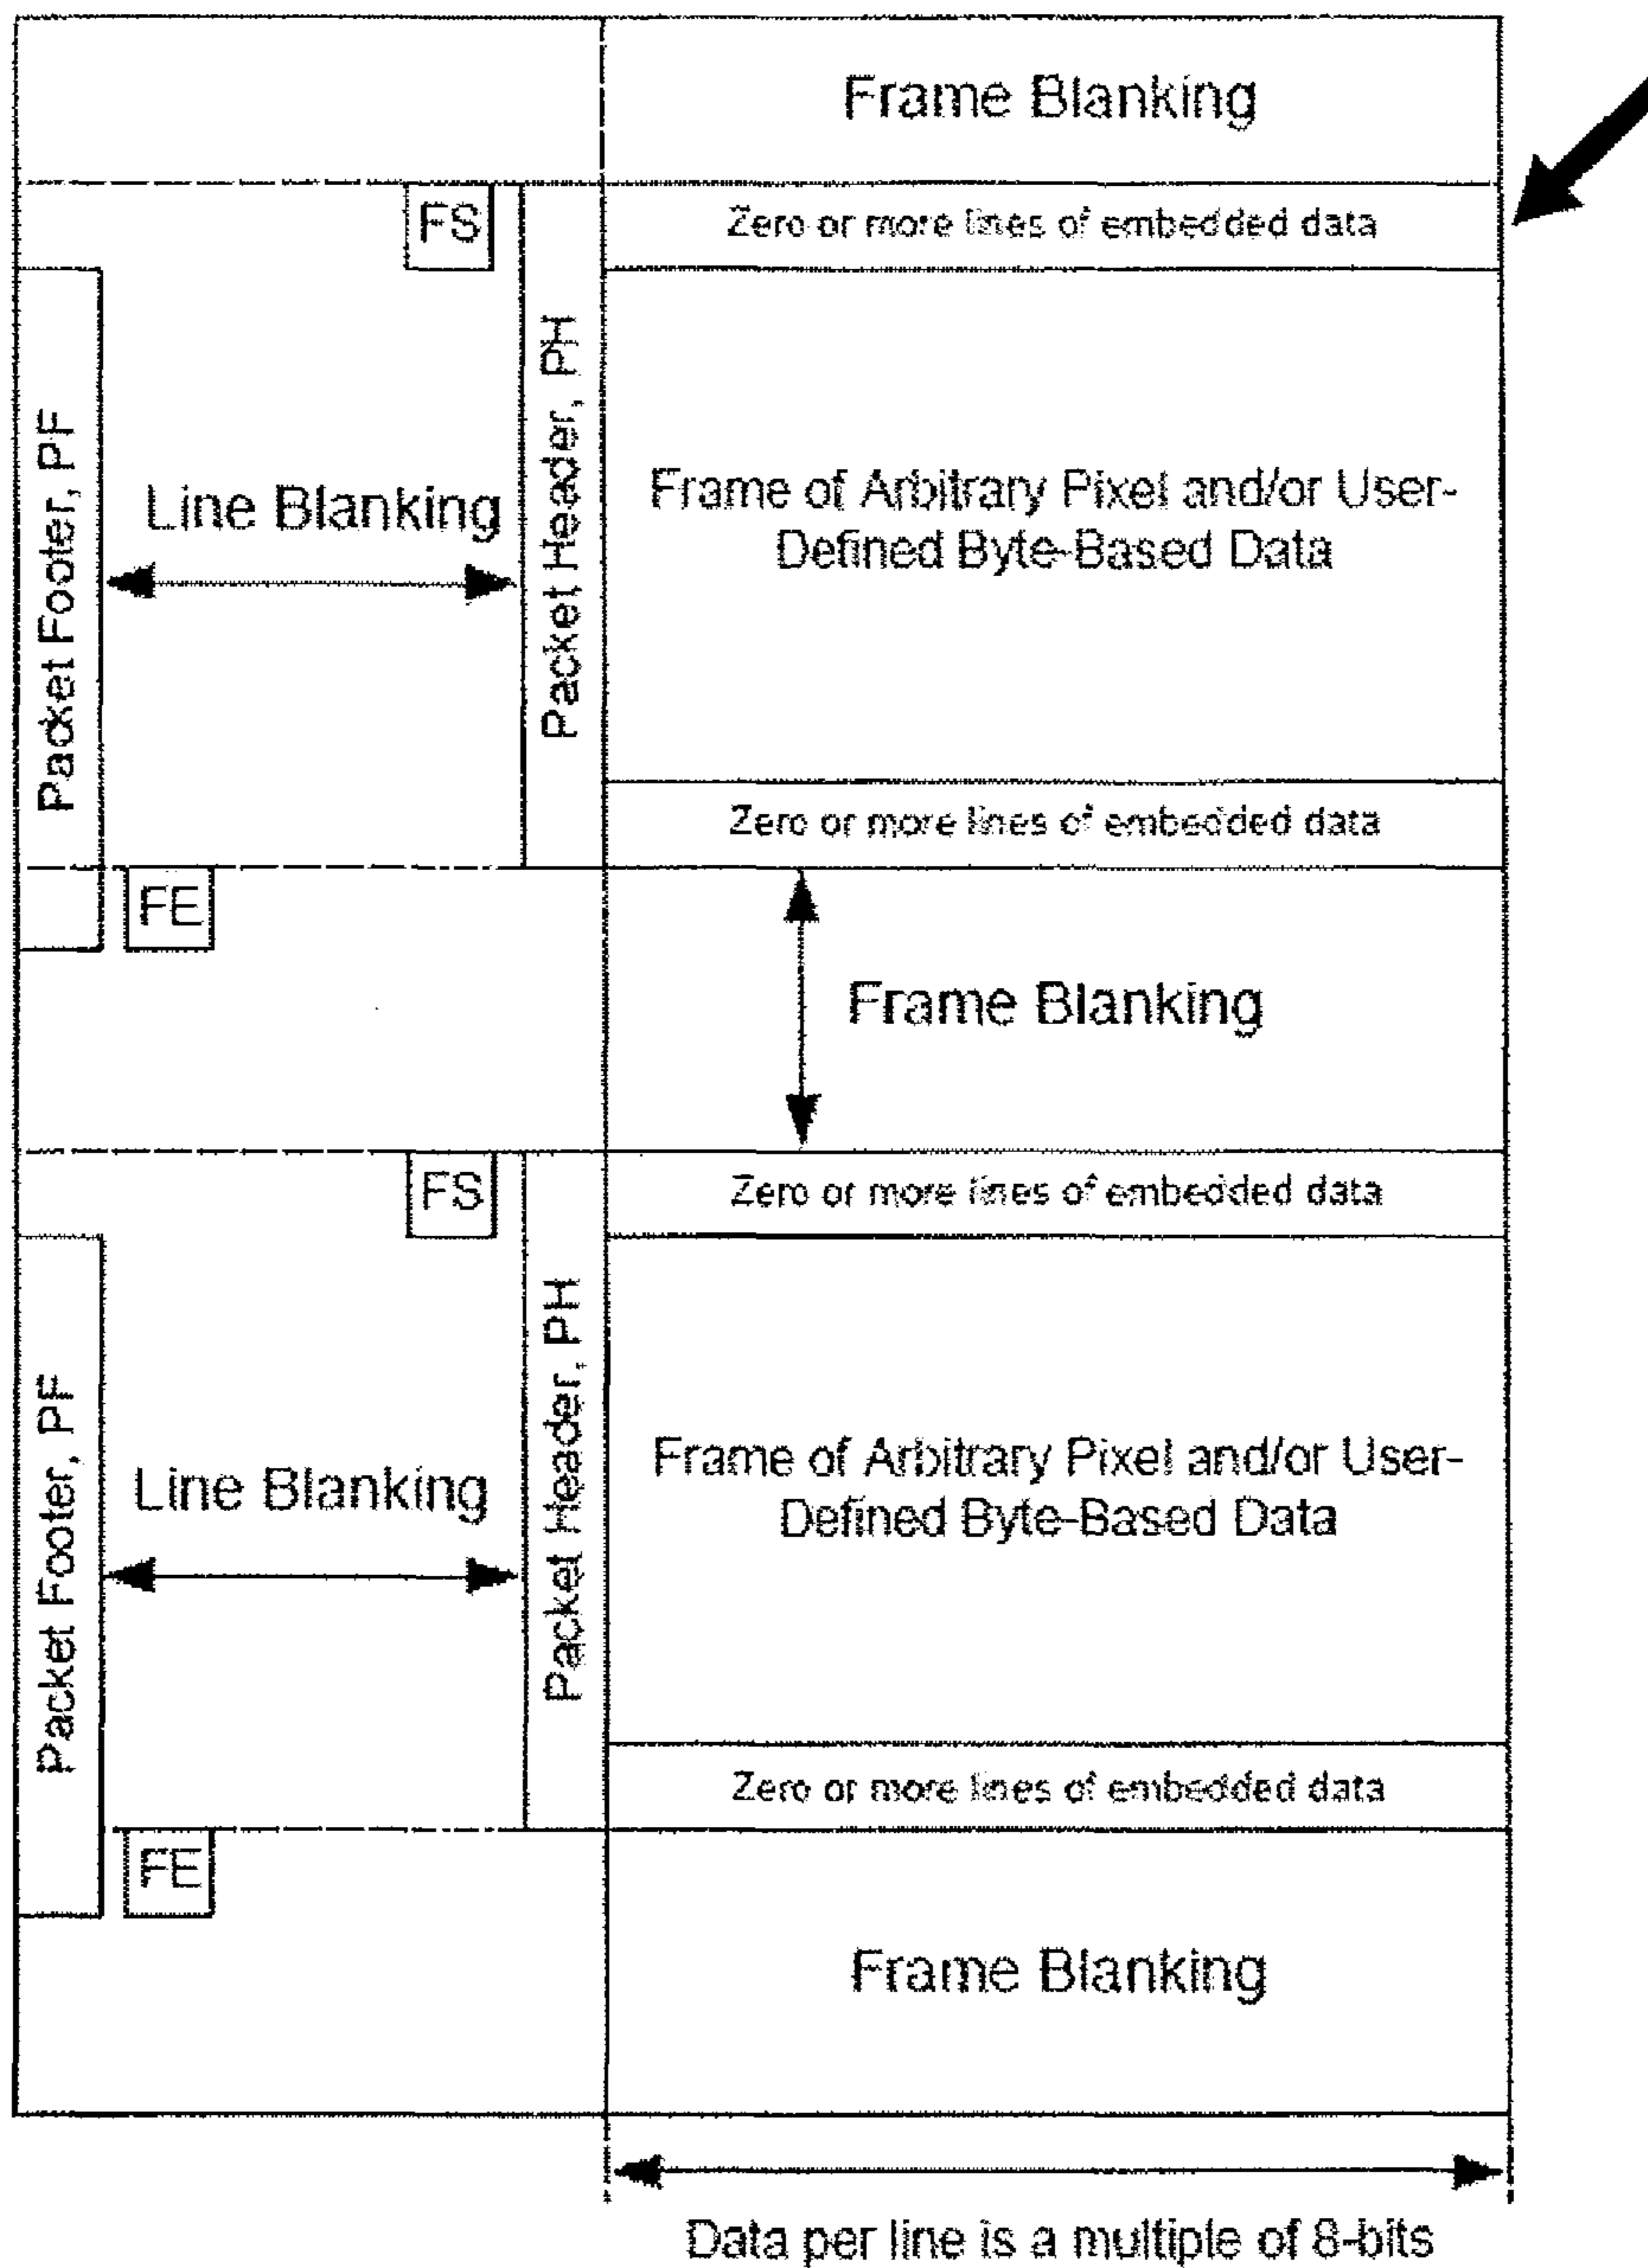 Frame Blanking
FS
Zero or more lines of embedded data
Packet Footer, PF
Line Blanking
Packet Header, PH
Frame of Arbitrary Pixel and/or User-
Defined Byte-Based Data
Zero or more lines of embedded data
FE
Frame Blanking
FS
Zero or more lines of embedded data
Packet Footer, PF
Line Blanking
Packet Header, PH
Frame of Arbitrary Pixel and/or User-
Defined Byte-Based Data
Zero or more lines of embedded data
FE
Frame Blanking
Data per line is a multiple of 8-bits